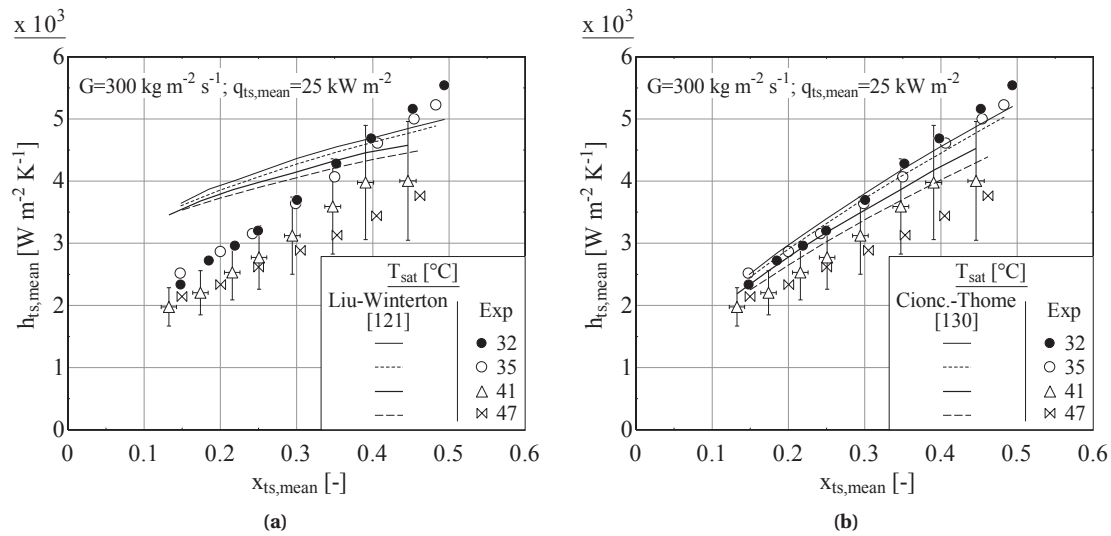 x 10³
6
5
4
3
2
1
0
h_ts,mean [W m⁻² K⁻¹]
G=300 kg m⁻² s⁻¹; q_ts,mean=25 kW m⁻²
T_sat [°C]
Liu-Winterton
[121]
Exp
32
35
41
47
0 0.1 0.2 0.3 0.4 0.5 0.6
x_ts,mean [-]
(a)
x 10³
6
5
4
3
2
1
0
h_ts,mean [W m⁻² K⁻¹]
G=300 kg m⁻² s⁻¹; q_ts,mean=25 kW m⁻²
T_sat [°C]
Cionc.-Thome
[130]
Exp
32
35
41
47
0 0.1 0.2 0.3 0.4 0.5 0.6
x_ts,mean [-]
(b)